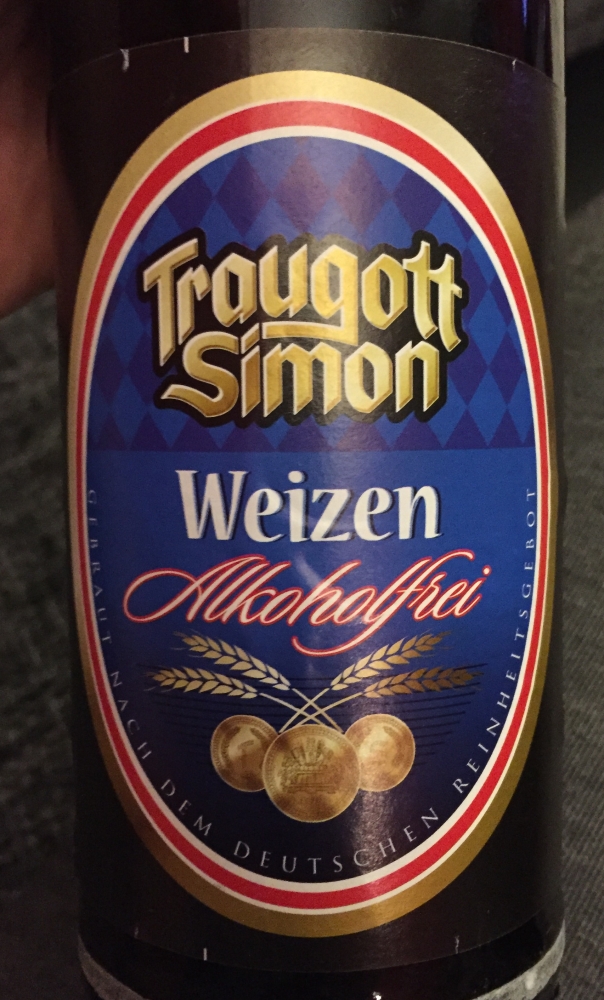 Traugott
Simon
Weizen
Alkoholfrei
GEBRAUT NACH DEM DEUTSCHEN REINHEITSGEBOT